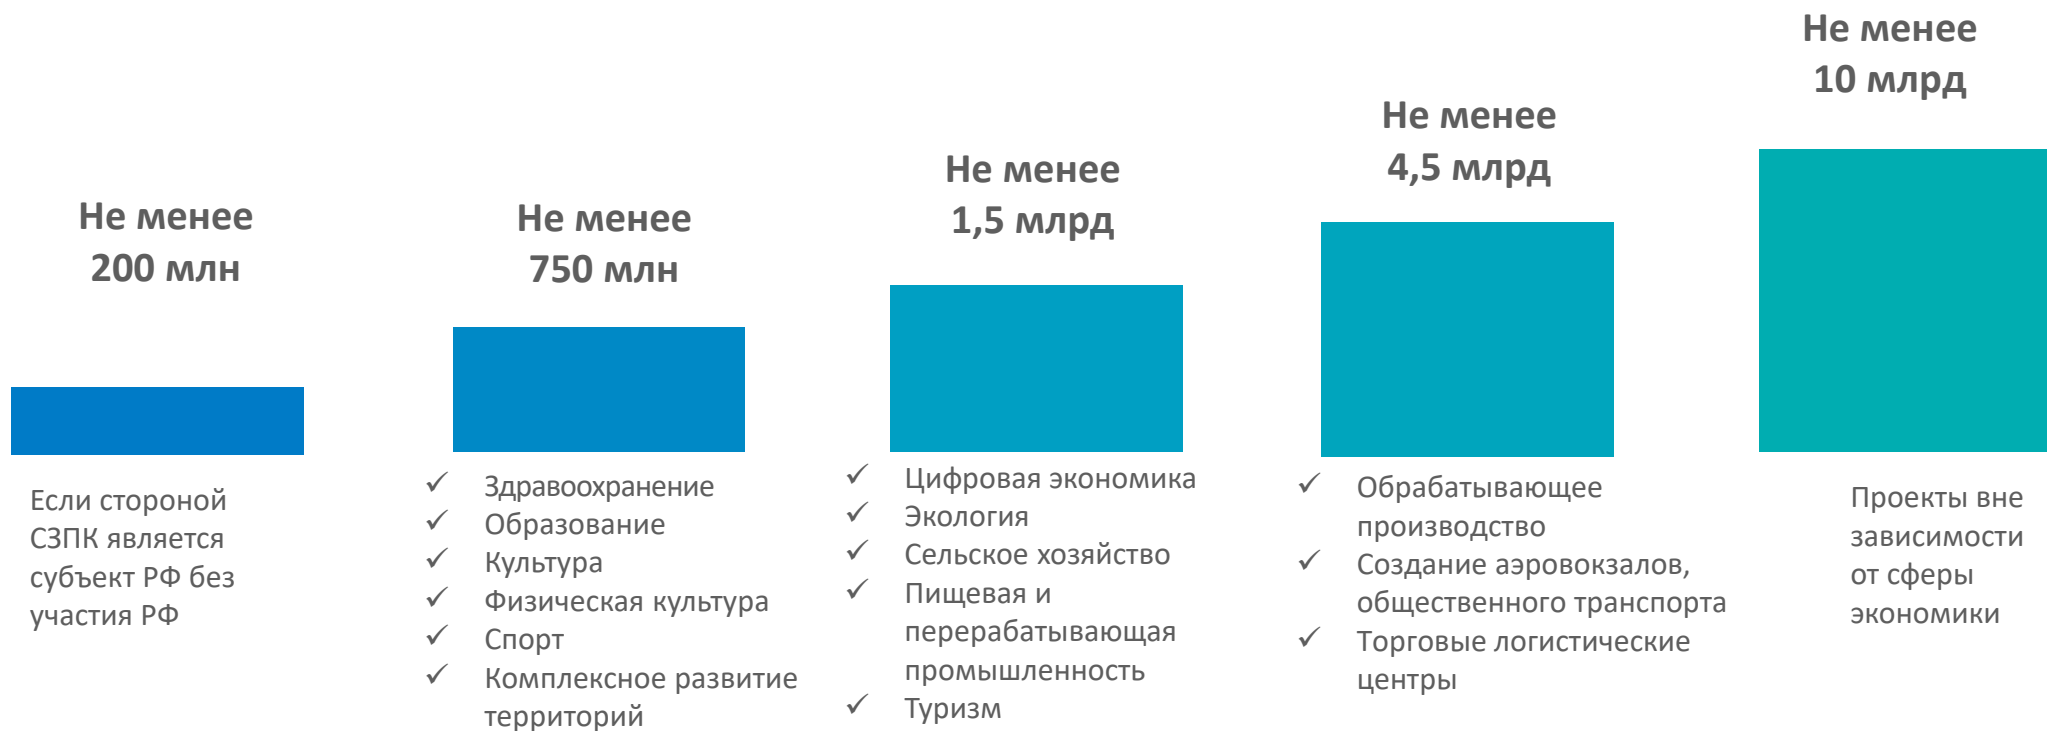 Не менее
200 млн
Если стороной
СЗПК является
субъект РФ без
участия РФ
Не менее
750 млн
✓ Здравоохранение
✓ Образование
✓ Культура
✓ Физическая культура
✓ Спорт
✓ Комплексное развитие
территорий
Не менее
1,5 млрд
✓ Цифровая экономика
✓ Экология
✓ Сельское хозяйство
✓ Пищевая и
перерабатывающая
промышленность
✓ Туризм
Не менее
4,5 млрд
✓ Обрабатывающее
производство
✓ Создание аэровокзалов,
общественного транспорта
✓ Торговые логистические
центры
Не менее
10 млрд
Проекты вне
зависимости
от сферы
экономики